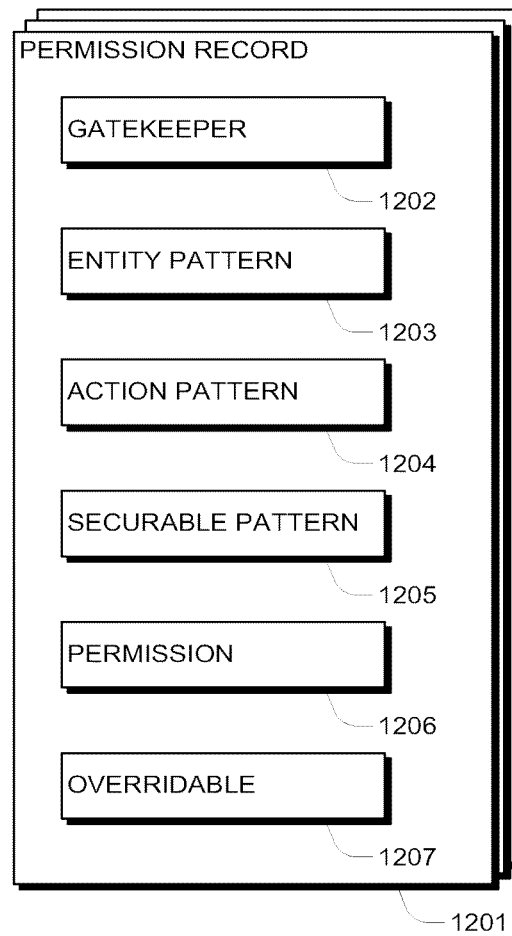 PERMISSION RECORD
GATEKEEPER
1202
ENTITY PATTERN
1203
ACTION PATTERN
1204
SECURABLE PATTERN
1205
PERMISSION
1206
OVERRIDABLE
1207
1201